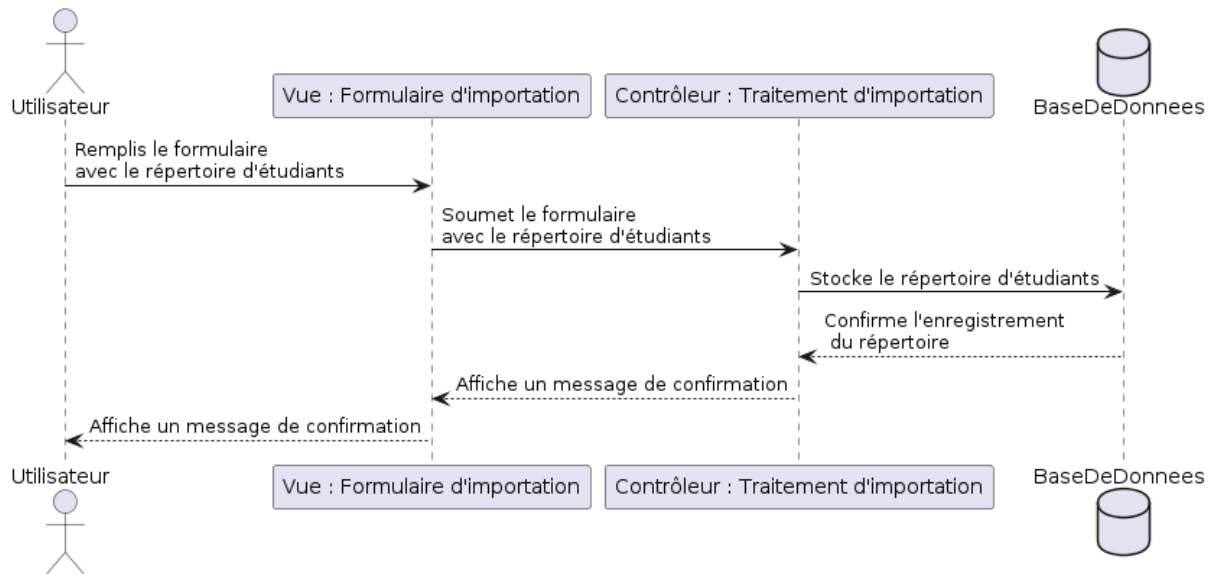 Utilisateur
Vue : Formulaire d'importation
Contrôleur : Traitement d'importation
BaseDeDonnees
Remplis le formulaire
avec le répertoire d'étudiants
Soumet le formulaire
avec le répertoire d'étudiants
Stocke le répertoire d'étudiants
Confirme l'enregistrement
du répertoire
Affiche un message de confirmation
Affiche un message de confirmation
Utilisateur
Vue : Formulaire d'importation
Contrôleur : Traitement d'importation
BaseDeDonnees